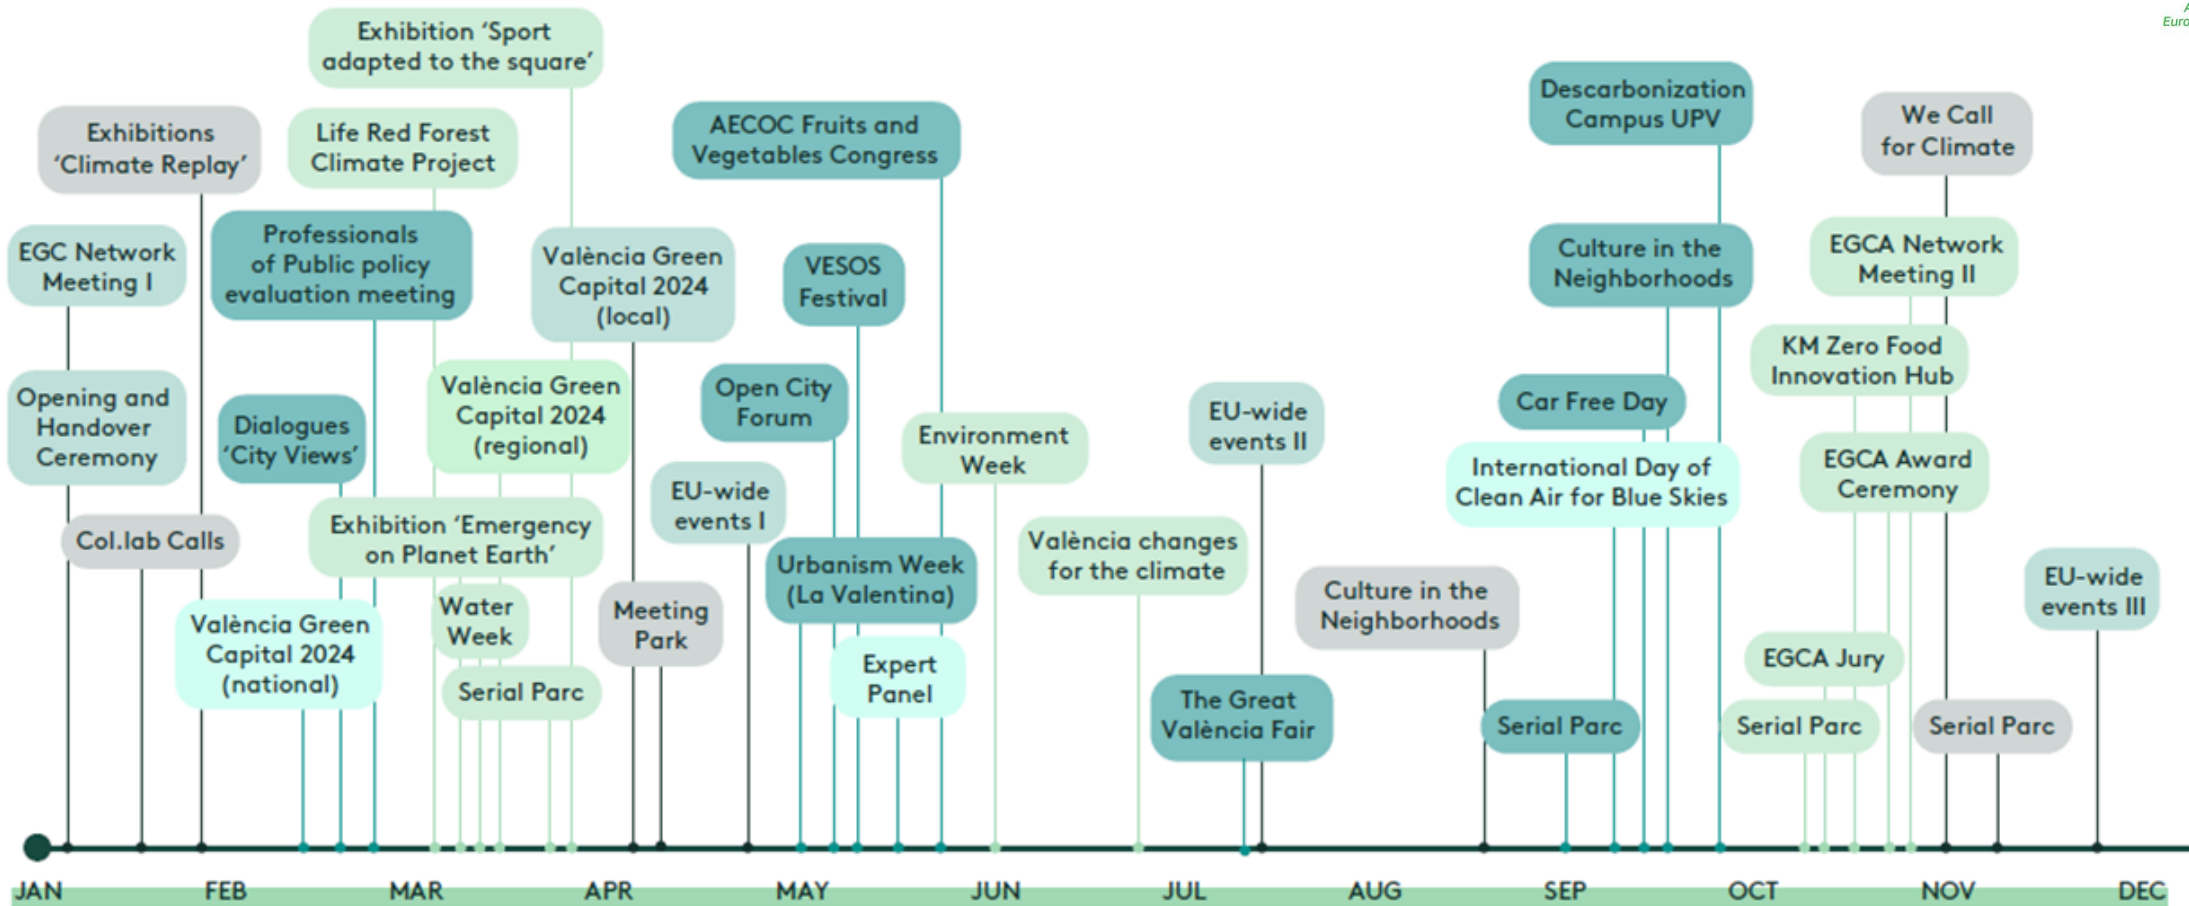 A
Euro
Exhibition ‘Sport
adapted to the square’
Exhibitions
‘Climate Replay’
Life Red Forest
Climate Project
AECOC Fruits and
Vegetables Congress
Descarbonization
Campus UPV
We Call
for Climate
EGC Network
Meeting I
Professionals
of Public policy
evaluation meeting
València Green
Capital 2024
(local)
VESOS
Festival
Culture in the
Neighborhoods
EGCA Network
Meeting II
Opening and
Handover
Ceremony
Dialogues
‘City Views’
València Green
Capital 2024
(regional)
Open City
Forum
Environment
Week
EU-wide
events II
Car Free Day
KM Zero Food
Innovation Hub
International Day of
Clean Air for Blue Skies
EGCA Award
Ceremony
Col.lab Calls
Exhibition ‘Emergency
on Planet Earth’
EU-wide
events I
Urbanism Week
(La Valentina)
València changes
for the climate
Culture in the
Neighborhoods
EU-wide
events III
València Green
Capital 2024
(national)
Water
Week
Serial Parc
Meeting
Park
Expert
Panel
The Great
València Fair
Serial Parc
EGCA Jury
Serial Parc
Serial Parc
JAN FEB MAR APR MAY JUN JUL AUG SEP OCT NOV DEC